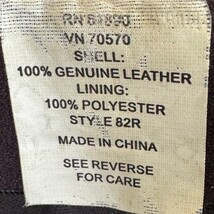 VN 70570
SHELL:
100% GENUINE LEATHER
LINING:
100% POLYESTER
STYLE 82R
MADE IN CHINA
SEE REVERSE
FOR CARE